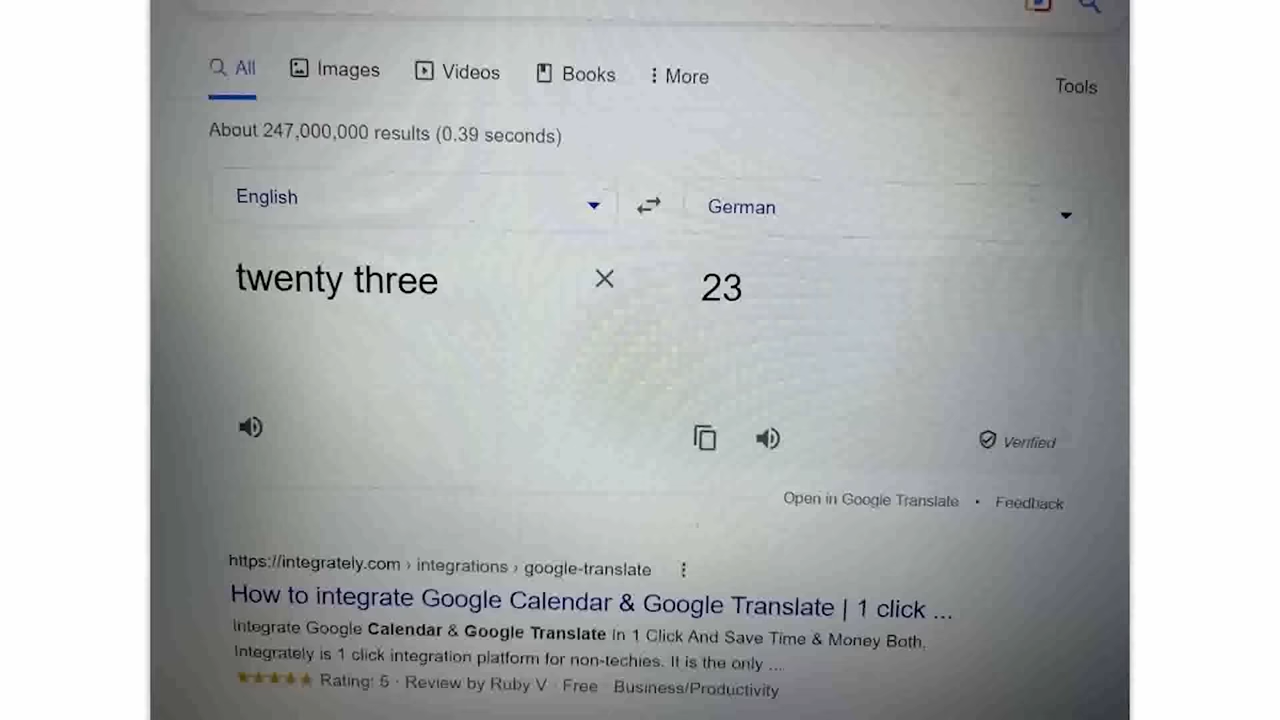 All Images Videos Books More Tools
About 247,000,000 results (0.39 seconds)
English German
twenty three 23
Verified
Open in Google Translate • Feedback
https://integrately.com › integrations › google-translate
How to integrate Google Calendar & Google Translate | 1 click ...
Integrate Google Calendar & Google Translate In 1 Click And Save Time & Money Both.
Integrately is 1 click integration platform for non-techies. It is the only ...
Rating: 5 · Review by Ruby V · Free · Business/Productivity